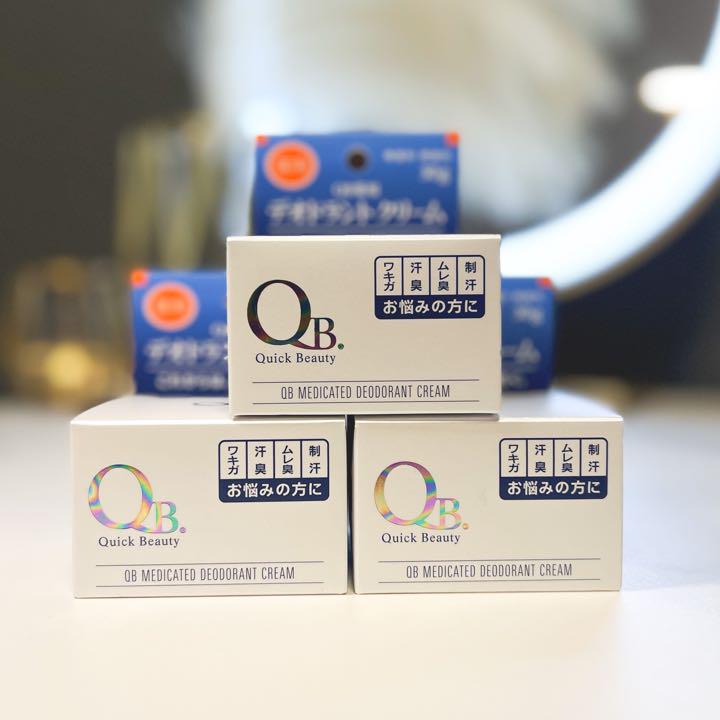 デオトラントクリーム
QB®
Quick Beauty
ワキガ 汗臭 ムレ臭 制汗
お悩みの方に
QB MEDICATED DEODORANT CREAM
デオトラ
QB®
Quick Beauty
ワキガ 汗臭 ムレ臭 制汗
お悩みの方に
QB MEDICATED DEODORANT CREAM
QB®
Quick Beauty
ワキガ 汗臭 ムレ臭 制汗
お悩みの方に
QB MEDICATED DEODORANT CREAM